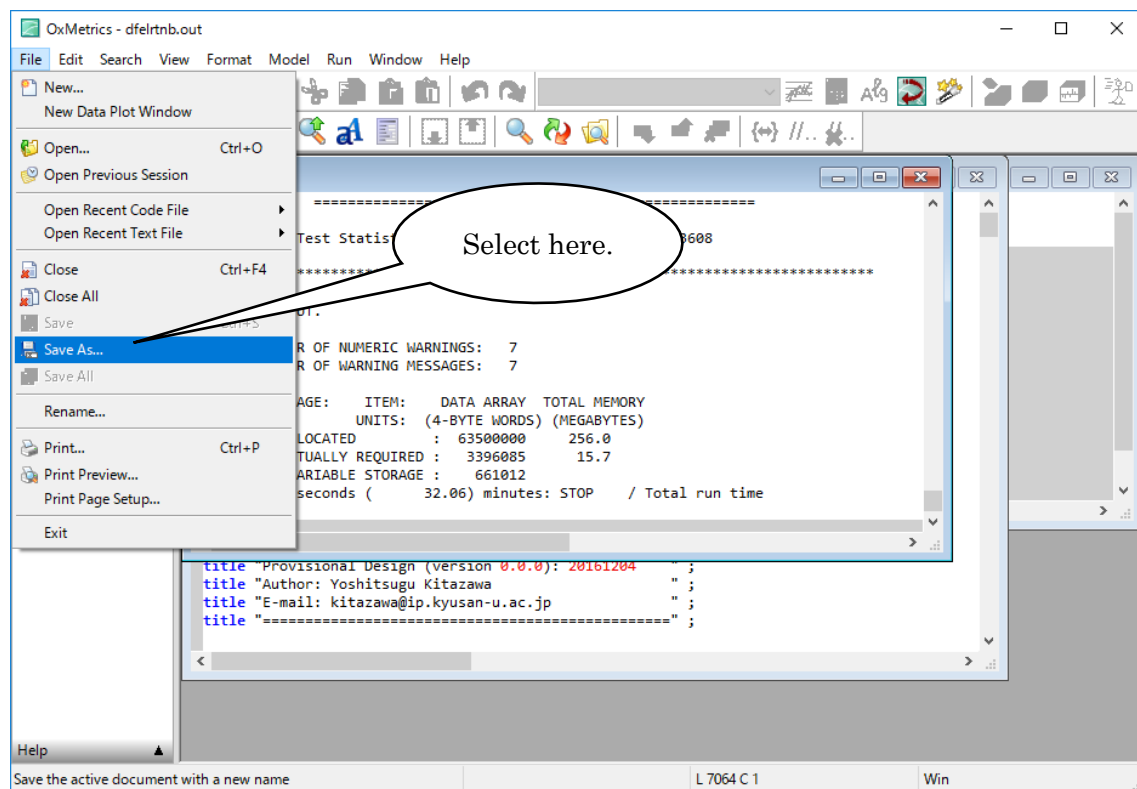 OxMetrics - dfelrtnb.out
File Edit Search View Format Model Run Window Help
New...
New Data Plot Window
Open... Ctrl+O
Open Previous Session
Open Recent Code File
Open Recent Text File
Close Ctrl+F4
Close All
Save Ctrl+S
Save As...
Save All
Rename...
Print... Ctrl+P
Print Preview...
Print Page Setup...
Exit
Select here.
===================================================
Test Statis 3608
OUT.
R OF NUMERIC WARNINGS: 7
R OF WARNING MESSAGES: 7
AGE: ITEM: DATA ARRAY TOTAL MEMORY
UNITS: (4-BYTE WORDS) (MEGABYTES)
LOCATED : 63500000 256.0
TUALLY REQUIRED : 3396085 15.7
ARIABLE STORAGE : 661012
seconds ( 32.06) minutes: STOP / Total run time
title "Provisional Design (Version 0.0.0): 20161204 " ;
title "Author: Yoshitsugu Kitazawa " ;
title "E-mail: kitazawa@ip.kyusan-u.ac.jp " ;
title "================================================" ;
Help
Save the active document with a new name L 7064 C 1 Win